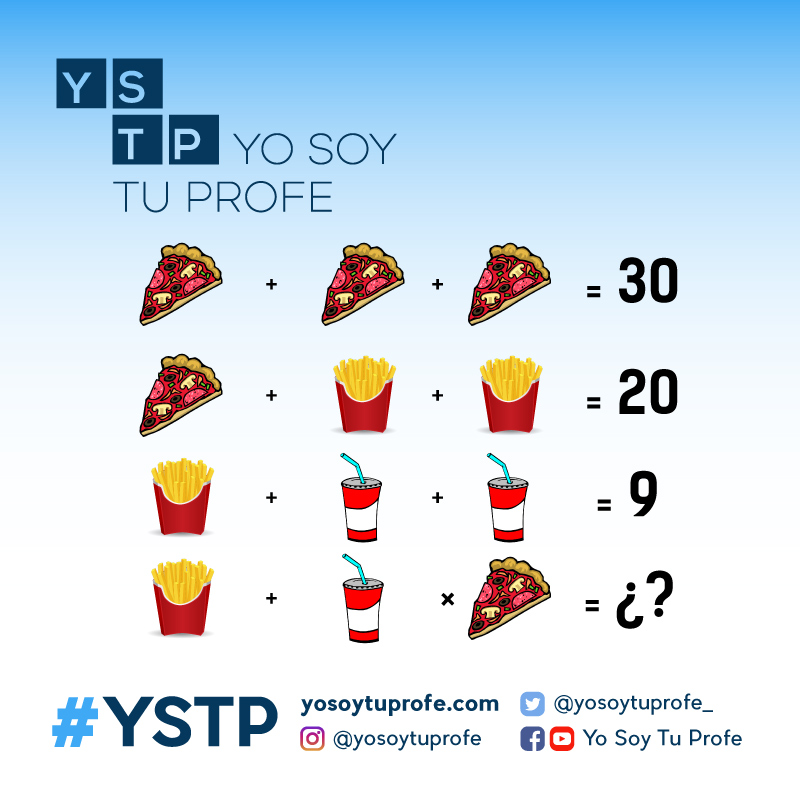 YS
TP YO SOY
TU PROFE
+ + = 30
+ + = 20
+ + = 9
+ × = ¿?
#YSTP
yosoytuprofe.com @yosoytuprofe_
@yosoytuprofe Yo Soy Tu Profe